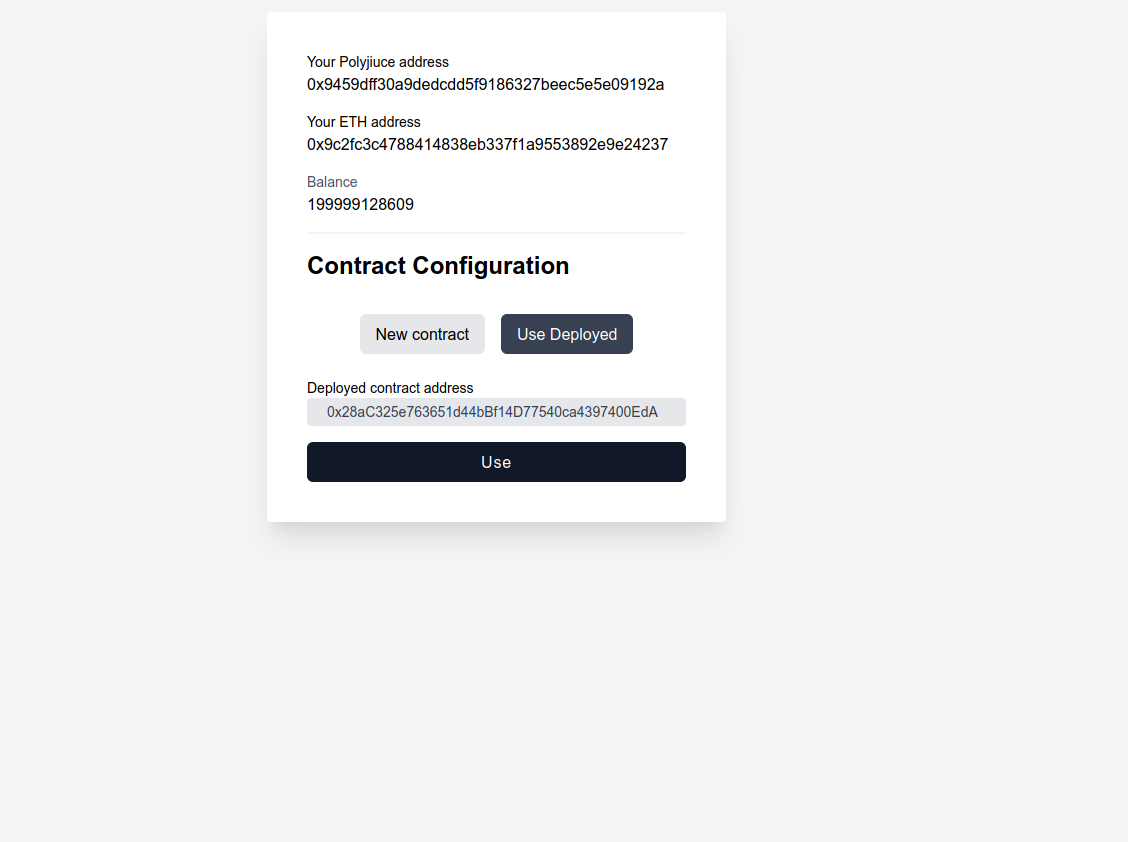 Your Polyjiuce address
0x9459dff30a9dedcdd5f9186327beec5e5e09192a
Your ETH address
0x9c2fc3c4788414838eb337f1a9553892e9e24237
Balance
199999128609
Contract Configuration
New contract
Use Deployed
Deployed contract address
0x28aC325e763651d44bBf14D77540ca4397400EdA
Use